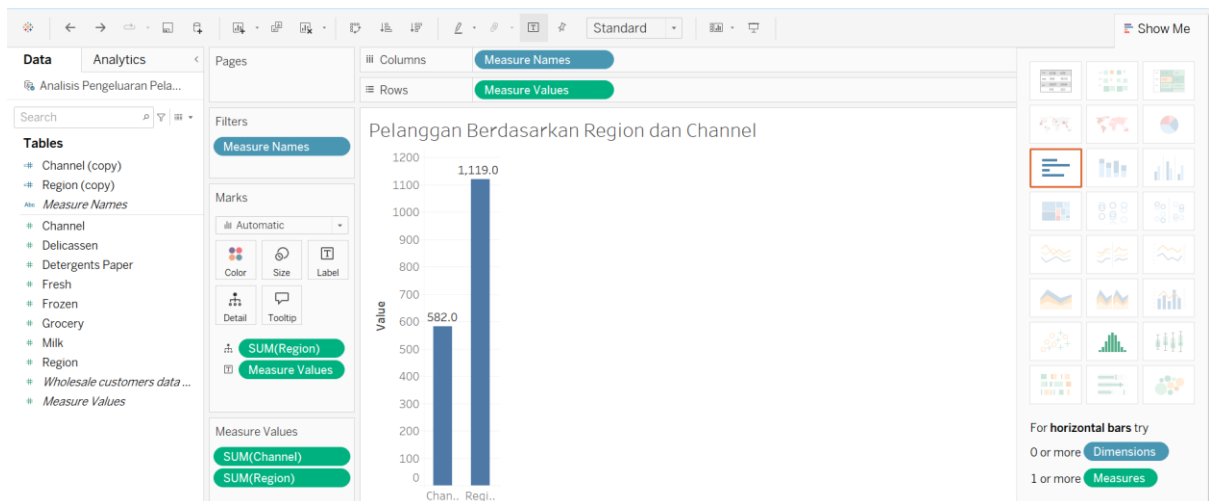 Standard
Show Me
Data
Analytics
Analisis Pengeluaran Pela...
Search
Tables
Channel (copy)
Region (copy)
Abc Measure Names
Channel
Delicassen
Detergents Paper
Fresh
Frozen
Grocery
Milk
Region
Wholesale customers data ...
Measure Values
Pages
Filters
Measure Names
Marks
Automatic
Color
Size
Label
Detail
Tooltip
SUM(Region)
Measure Values
Measure Values
SUM(Channel)
SUM(Region)
Columns
Measure Names
Rows
Measure Values
Pelanggan Berdasarkan Region dan Channel
1200
1100
1000
900
800
700
600
500
400
300
200
100
0
Value
582.0
1,119.0
Chan.. Regi..
For horizontal bars try
0 or more Dimensions
1 or more Measures